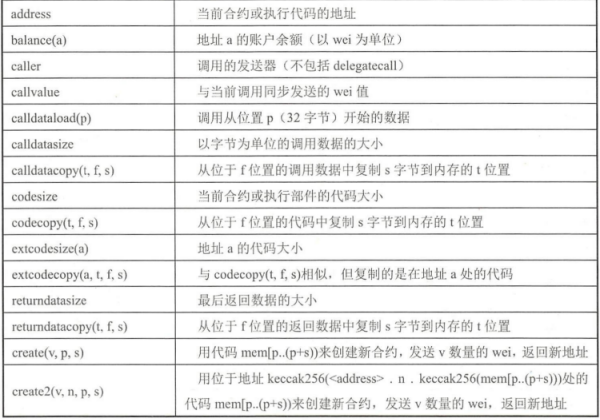 address 当前合约或执行代码的地址
balance(a) 地址 a 的账户余额（以 wei 为单位）
caller 调用的发送器（不包括 delegatecall）
callvalue 与当前调用同步发送的 wei 值
calldataload(p) 调用从位置 p（32 字节）开始的数据
calldatasize 以字节为单位的调用数据的大小
calldatacopy(t, f, s) 从位于 f 位置的调用数据中复制 s 字节到内存的 t 位置
codesize 当前合约或执行部件的代码大小
codecopy(t, f, s) 从位于 f 位置的代码中复制 s 字节到内存的 t 位置
extcodesize(a) 地址 a 的代码大小
extcodecopy(a, t, f, s) 与 codecopy(t, f, s)相似，但复制的是在地址 a 处的代码
returndatasize 最后返回数据的大小
returndatacopy(t, f, s) 从位于 f 位置的返回数据中复制 s 字节到内存的 t 位置
create(v, p, s) 用代码 mem[p..(p+s))来创建新合约，发送 v 数量的 wei，返回新地址
create2(v, n, p, s) 用位于地址 keccak256(<address> . n . keccak256(mem[p..(p+s)))处的
代码 mem[p..(p+s))来创建新合约，发送 v 数量的 wei，返回新地址